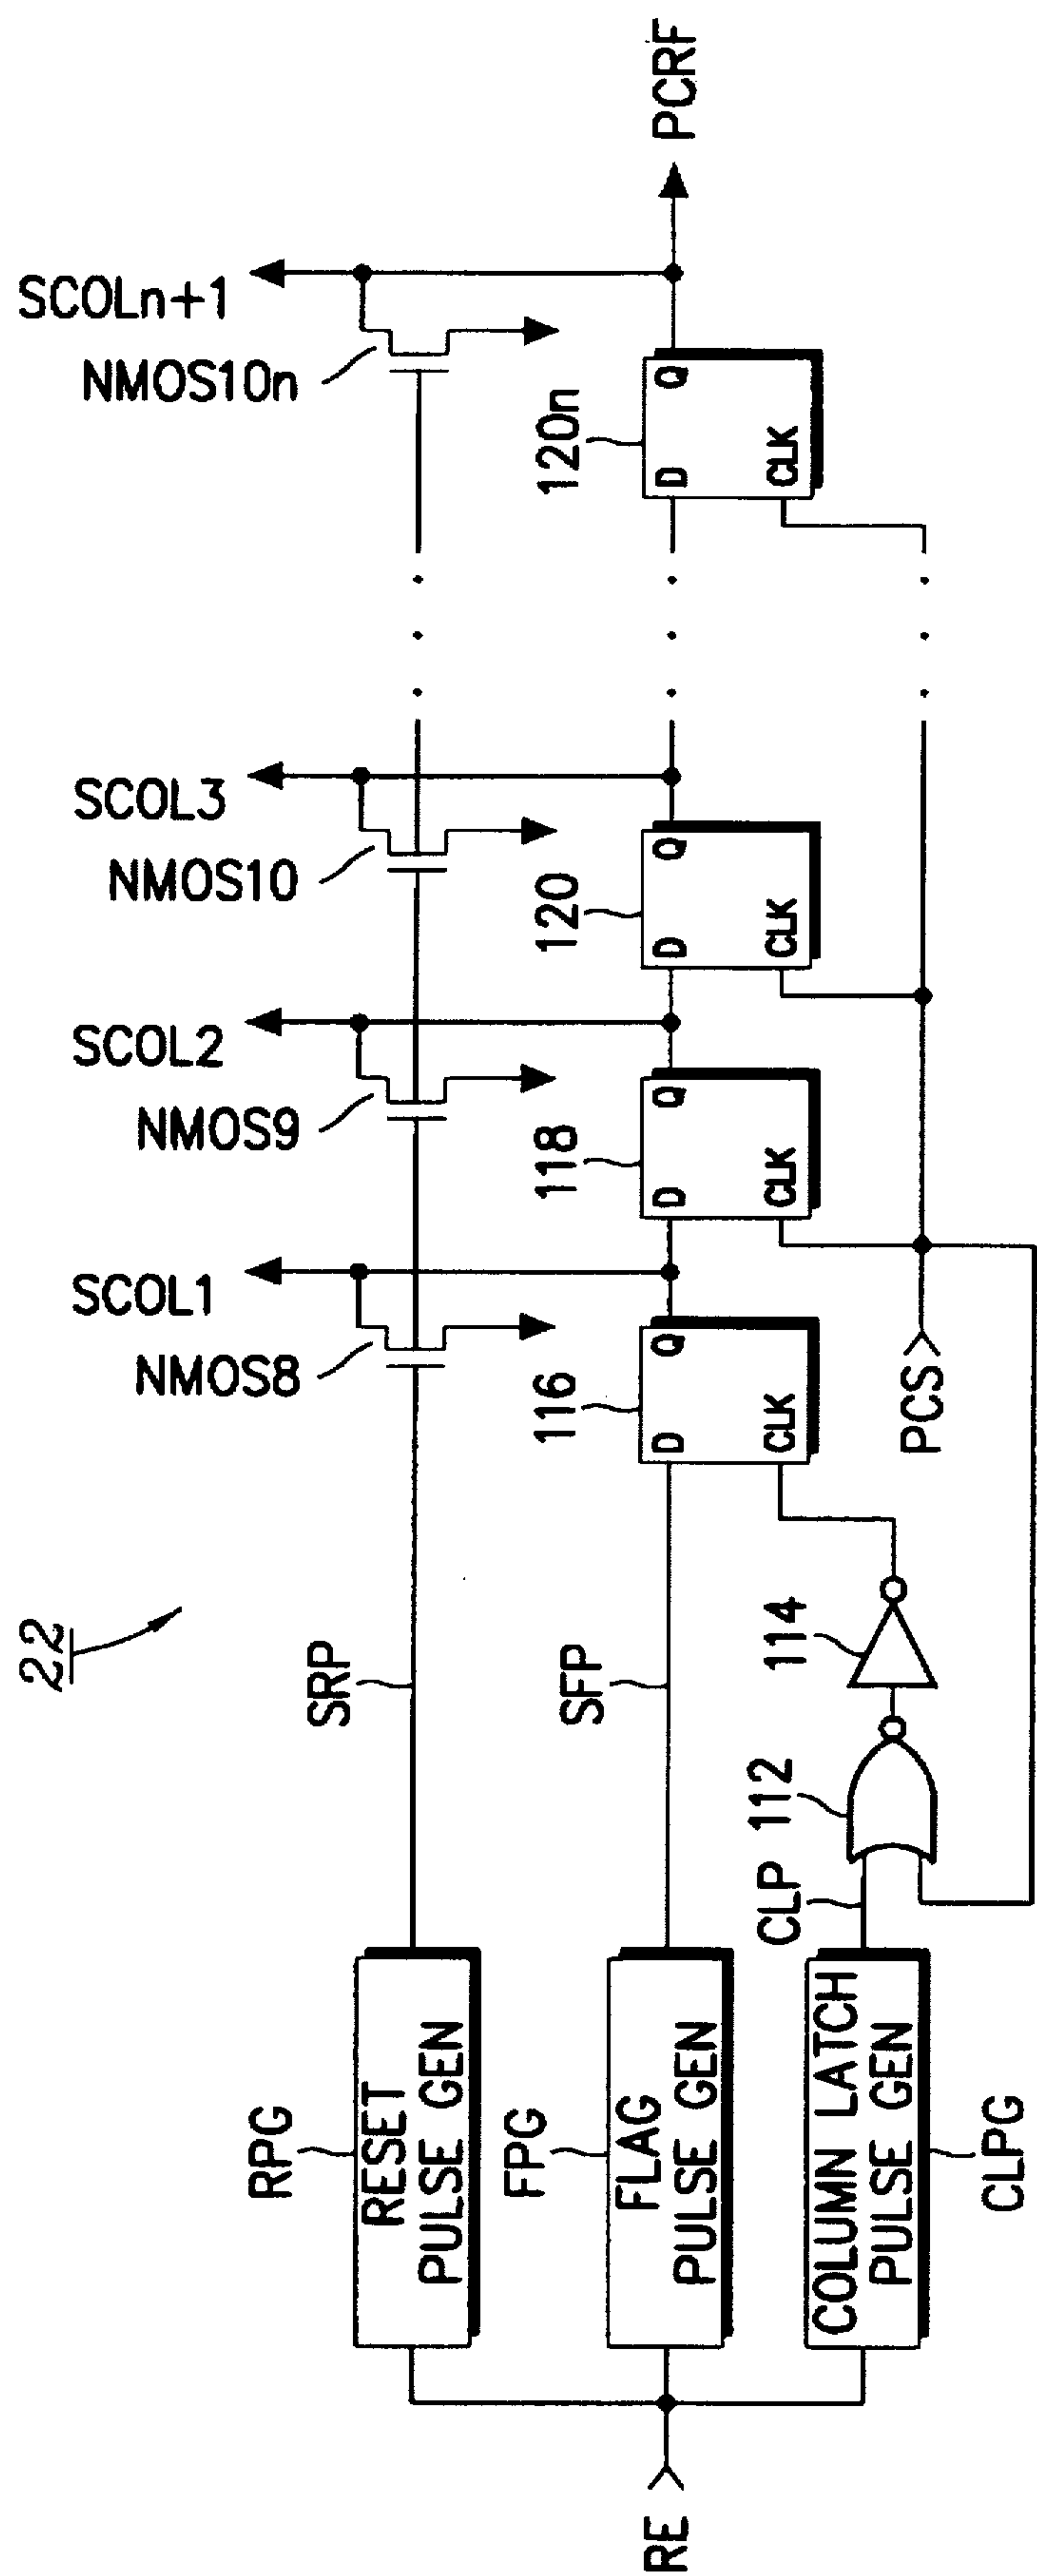 22
RE
RPG
RESET
PULSE GEN
FPG
FLAG
PULSE GEN
COLUMN LATCH
PULSE GEN
CLPG
SRP
SFP
CLP
112
114
PCS
116
D
Q
CLK
118
D
Q
CLK
120
D
Q
CLK
120n
D
Q
CLK
SCOL1
NMOS8
SCOL2
NMOS9
SCOL3
NMOS10
SCOLn+1
NMOS10n
PCRF